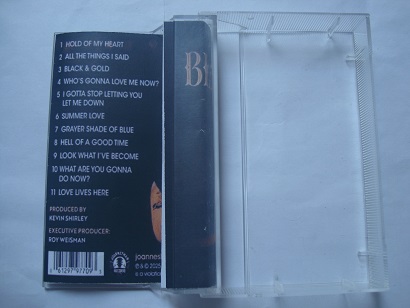 1 HOLD OF MY HEART
2 ALL THE THINGS I SAID
3 BLACK & GOLD
4 WHO'S GONNA LOVE ME NOW?
5 I GOTTA STOP LETTING YOU
LET ME DOWN
6 SUMMER LOVE
7 GRAYER SHADE OF BLUE
8 HELL OF A GOOD TIME
9 LOOK WHAT I'VE BECOME
10 WHAT ARE YOU GONNA
DO NOW?
11 LOVE LIVES HERE
PRODUCED BY
KEVIN SHIRLEY
EXECUTIVE PRODUCER:
ROY WEISMAN
joannes
℗ & © 2025
B